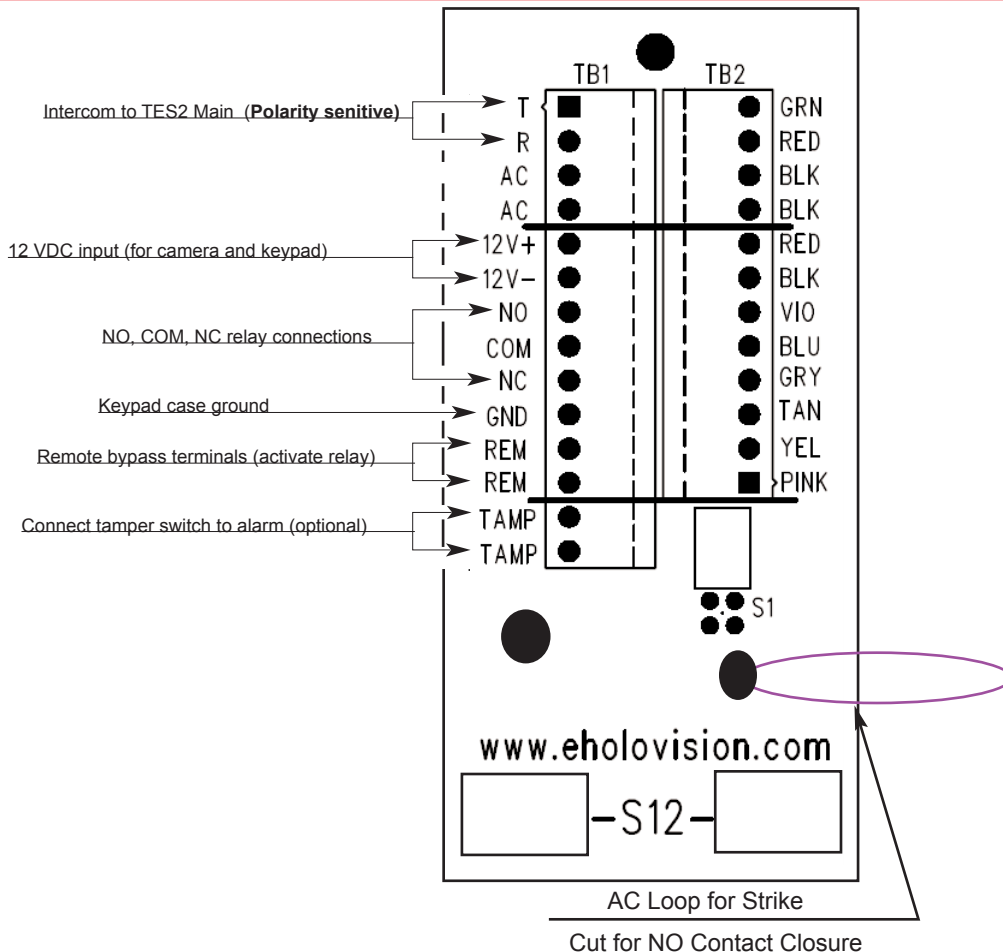 TB1 TB2
Intercom to TES2 Main (Polarity senitive) T GRN
R RED
AC BLK
AC BLK
12 VDC input (for camera and keypad) 12V+ RED
12V- BLK
NO VIO
NO, COM, NC relay connections COM BLU
NC GRY
Keypad case ground GND TAN
Remote bypass terminals (activate relay) REM YEL
REM PINK
Connect tamper switch to alarm (optional) TAMP
TAMP
S1
www.eholovision.com
-S12-
AC Loop for Strike
Cut for NO Contact Closure